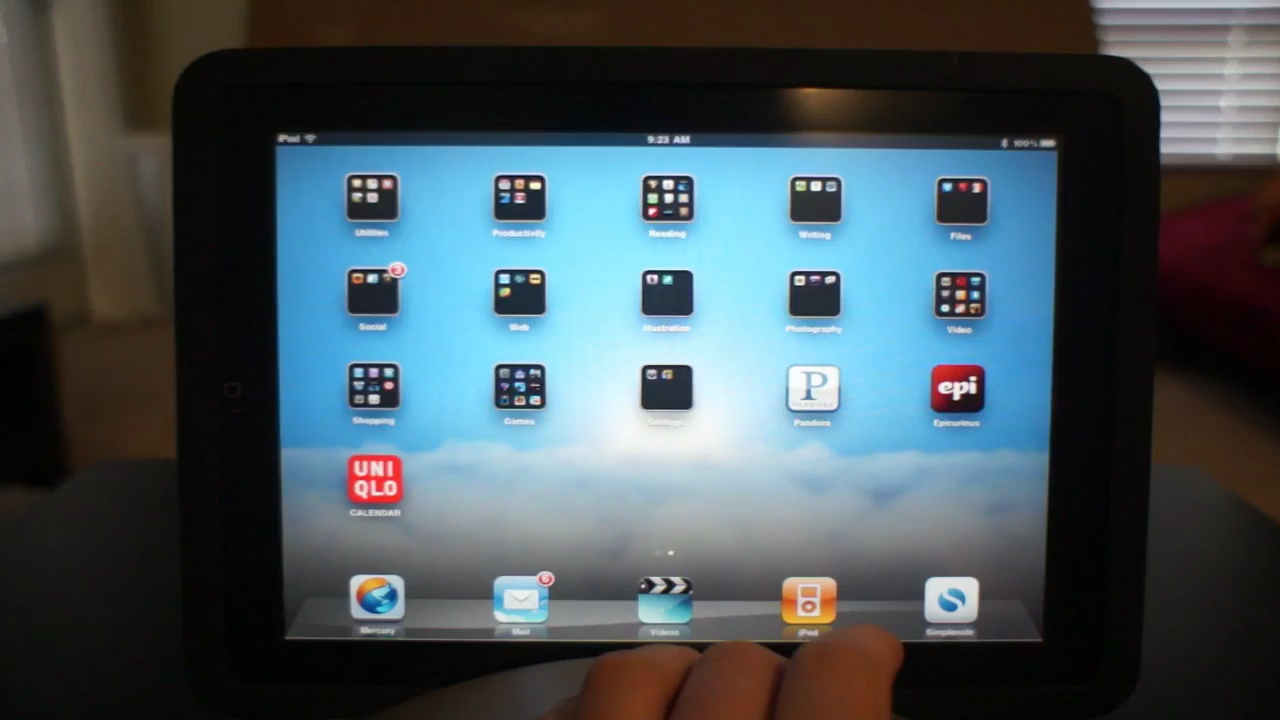 iPad
9:23 AM
100%
Utilities
Productivity
Reading
Writing
Files
3
Social
Web
Illustration
Photography
Video
Shopping
Games
P
PANDORA
Pandora
epi
Epicurious
UNI
QLO
CALENDAR
6
Mercury
Mail
Videos
iPod
Simplenote